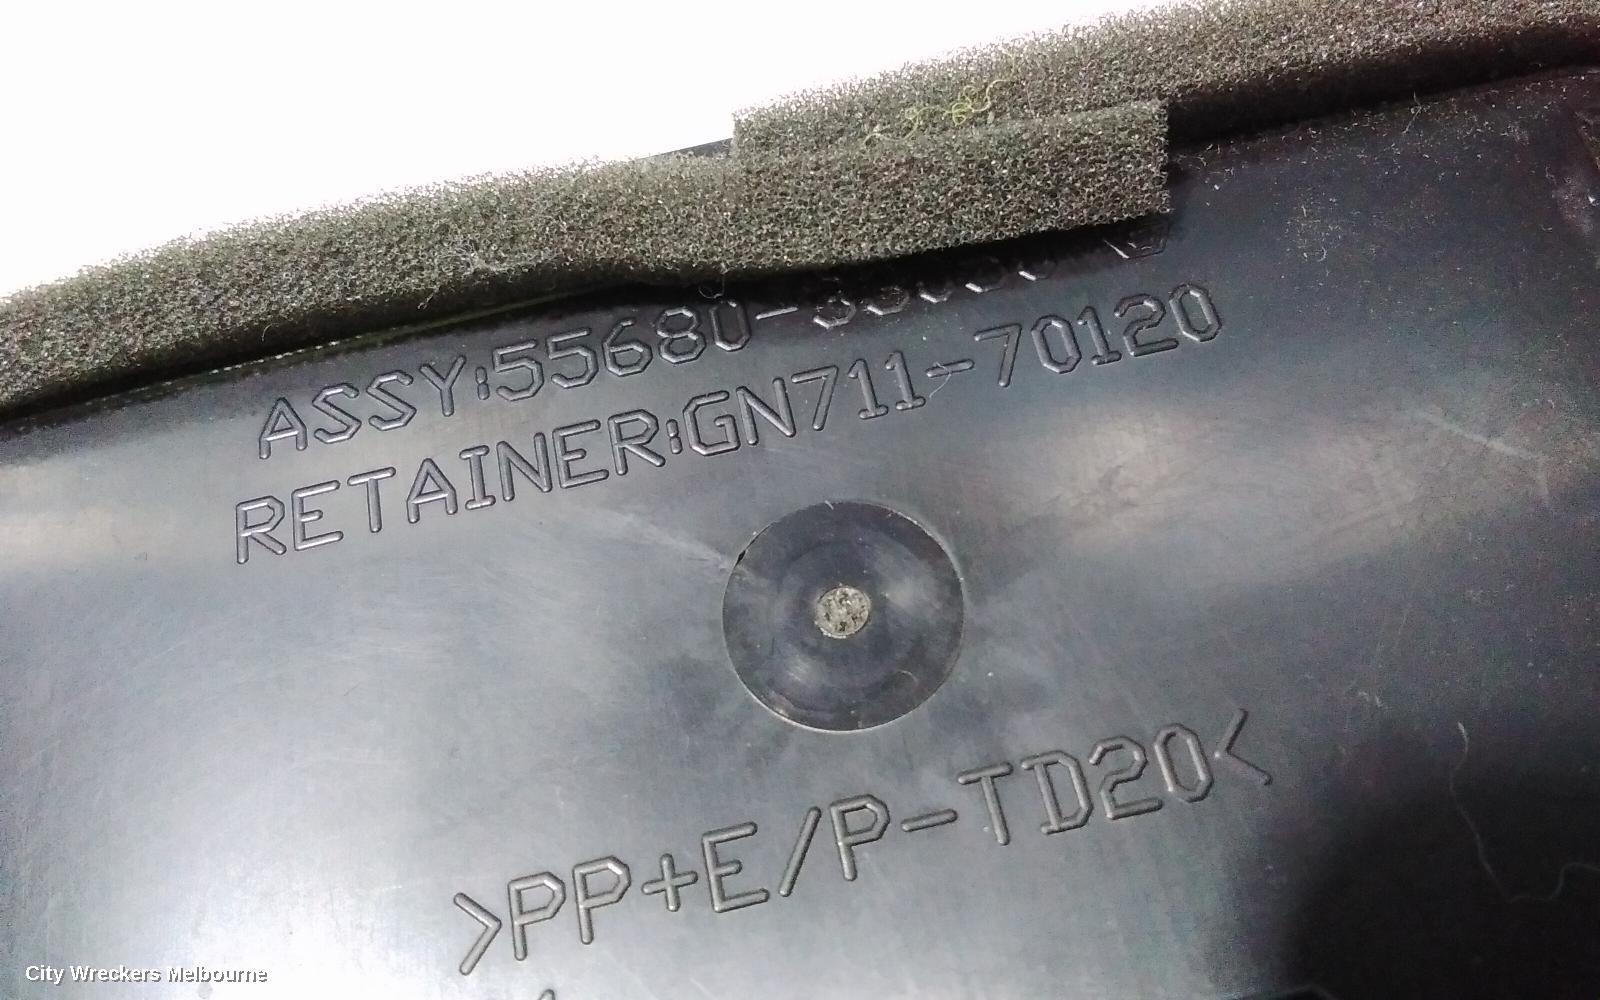 ASSY:55680-
RETAINER:GN711-70120
>PP+E/P-TD20<
City Wreckers Melbourne